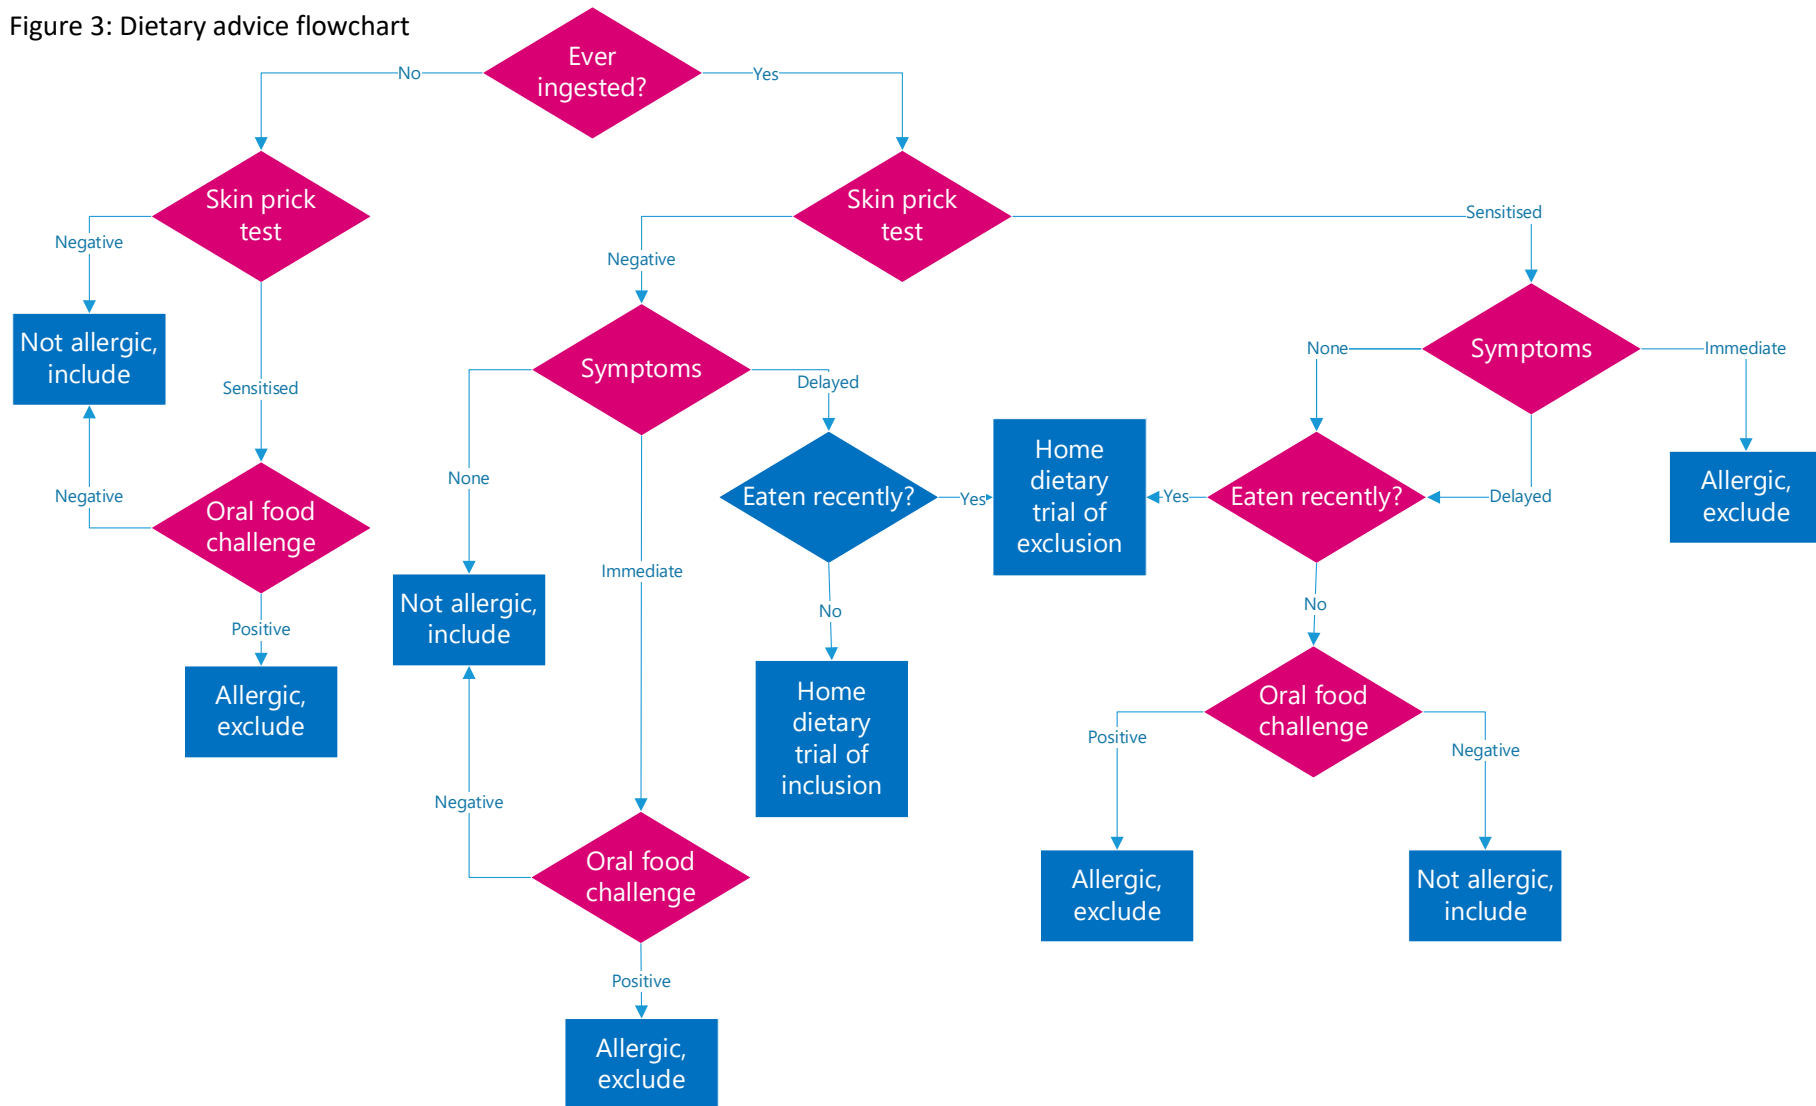 Figure 3: Dietary advice flowchart
Ever
ingested?
No
Yes
Skin prick
test
Skin prick
test
Sensitised
Negative
Negative
Not allergic,
include
Symptoms
Symptoms
None
Immediate
Delayed
Sensitised
Home
dietary
trial of
exclusion
None
Eaten recently?
Yes
Yes
Eaten recently?
Delayed
Allergic,
exclude
Negative
Oral food
challenge
Immediate
Not allergic,
include
No
No
Positive
Allergic,
exclude
Home
dietary
trial of
inclusion
Oral food
challenge
Positive
Negative
Negative
Oral food
challenge
Allergic,
exclude
Not allergic,
include
Positive
Allergic,
exclude